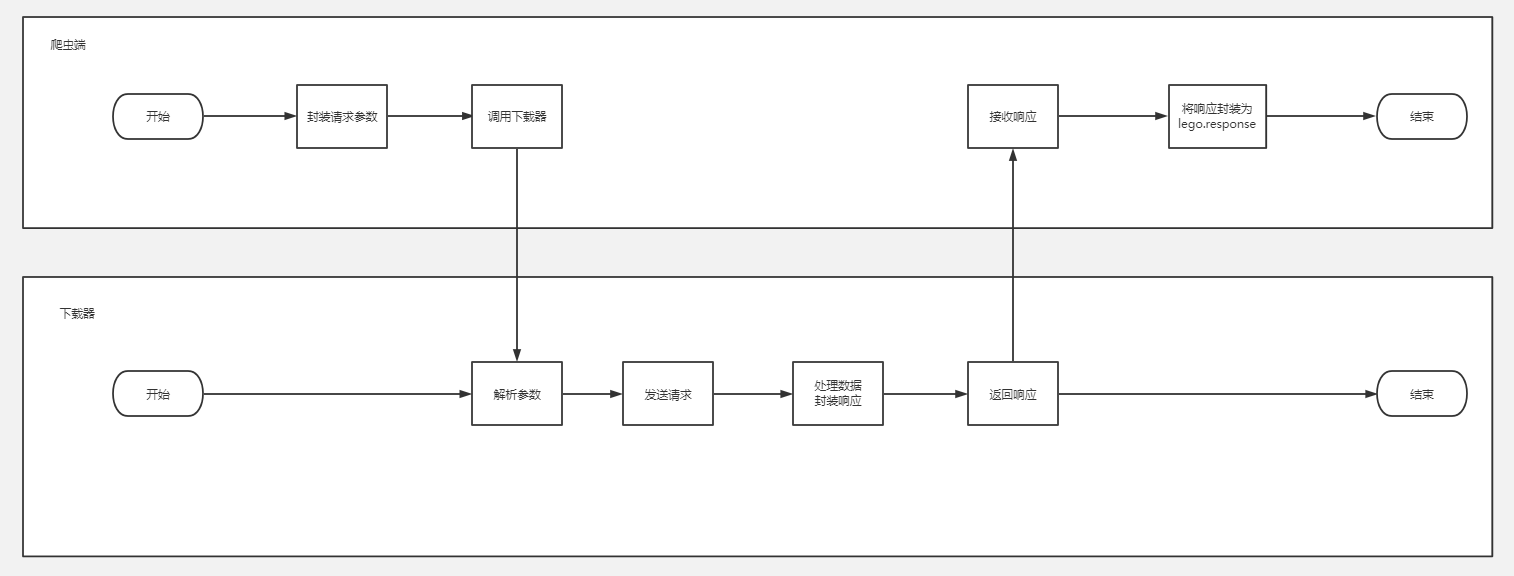 爬虫端
开始
封装请求参数
调用下载器
接收响应
将响应封装为
lego.response
结束
下载器
开始
解析参数
发送请求
处理数据
封装响应
返回响应
结束